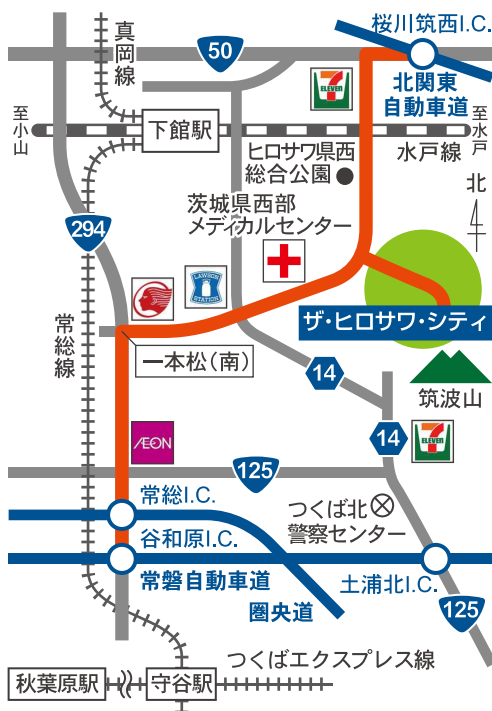 桜川筑西I.C.
真岡線
50
北関東
自動車道
7
ELEVEN
至小山
下館駅
至水戸
ヒロサワ県西
総合公園
水戸線
北
茨城県西部
メディカルセンター
294
LAWSON
STATION
ザ・ヒロサワ・シティ
常総線
一本松（南）
14
筑波山
ÆON
14
7
ELEVEN
125
常総I.C.
つくば北
警察センター
谷和原I.C.
常磐自動車道
土浦北I.C.
圏央道
125
つくばエクスプレス線
秋葉原駅
守谷駅